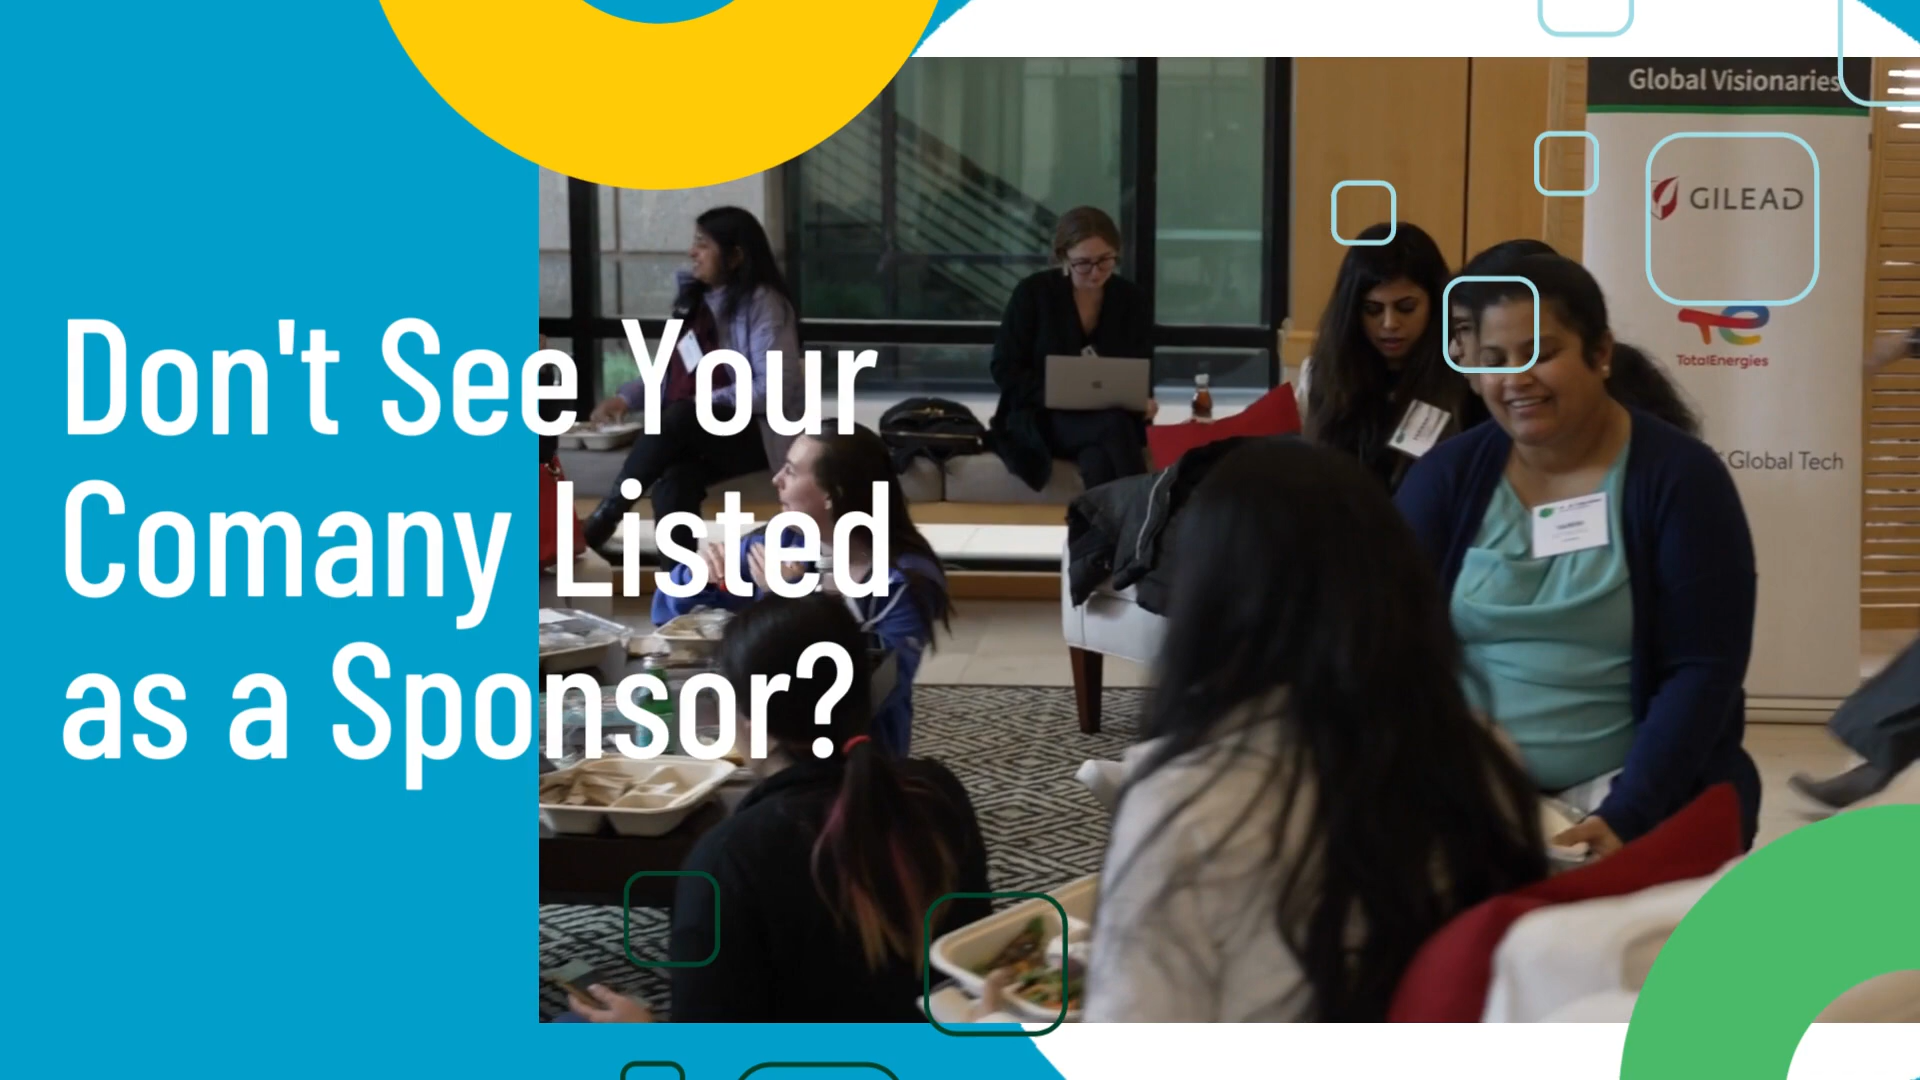 Don't See Your
Comany Listed
as a Sponsor?
Global Visionaries
GILEAD
TotalEnergies
Global Tech